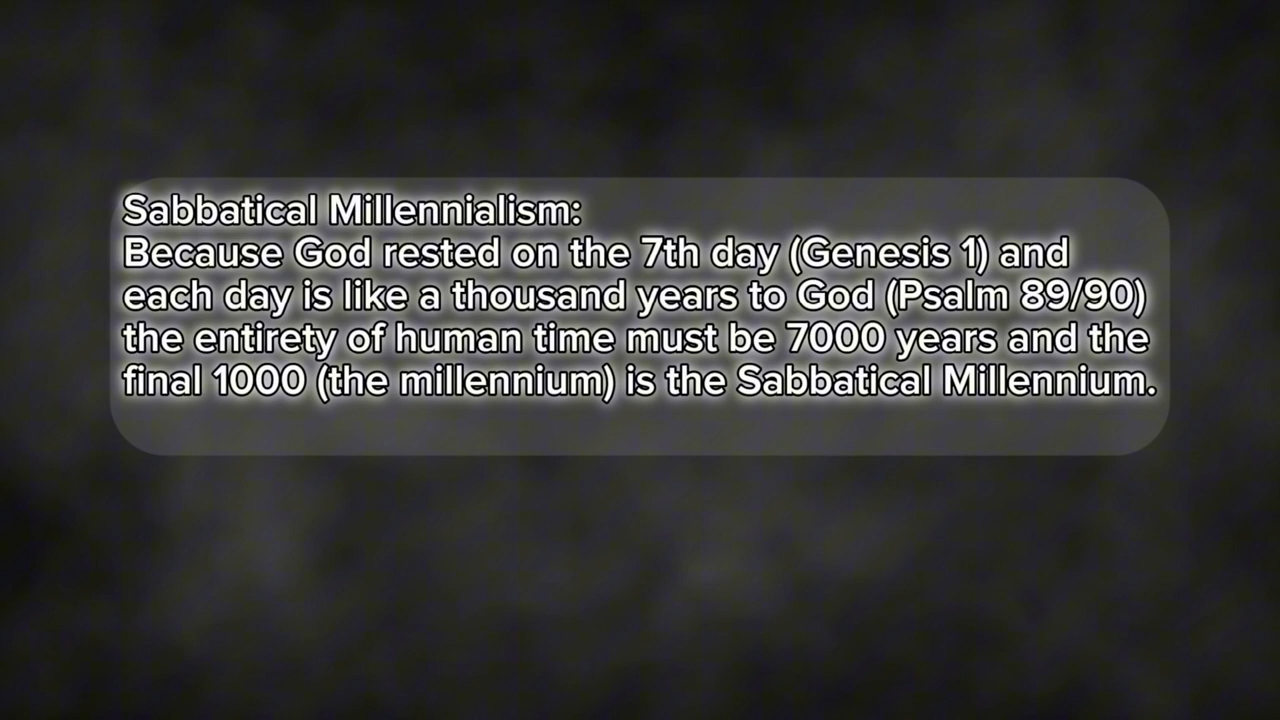 Sabbatical Millennialism:
Because God rested on the 7th day (Genesis 1) and
each day is like a thousand years to God (Psalm 89/90)
the entirety of human time must be 7000 years and the
final 1000 (the millennium) is the Sabbatical Millennium.